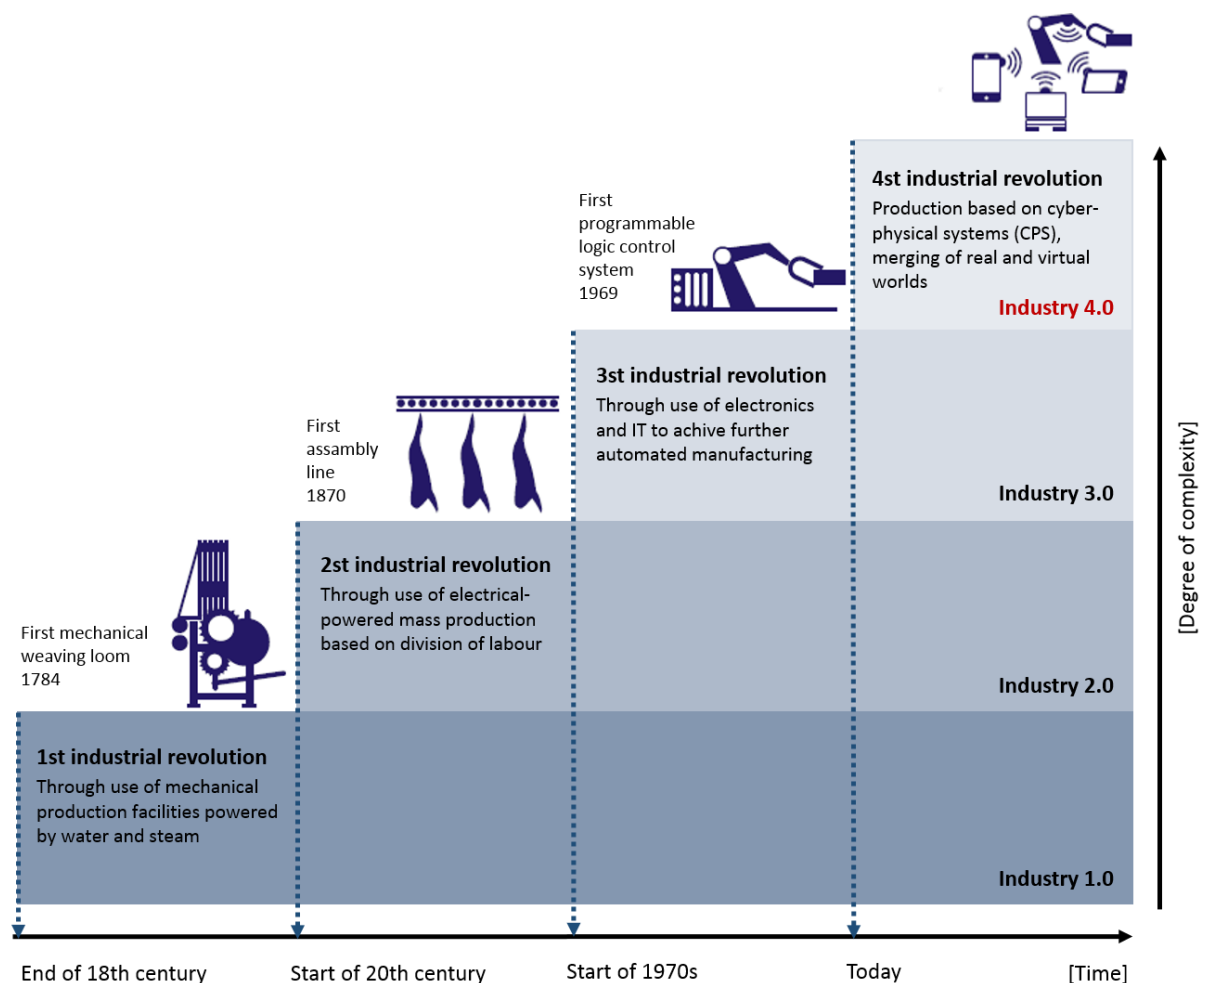 4st industrial revolution
Production based on cyber-
physical systems (CPS),
merging of real and virtual
worlds
Industry 4.0
First
programmable
logic control
system
1969
3st industrial revolution
Through use of electronics
and IT to achive further
automated manufacturing
Industry 3.0
First
assambly
line
1870
2st industrial revolution
Through use of electrical-
powered mass production
based on division of labour
Industry 2.0
First mechanical
weaving loom
1784
1st industrial revolution
Through use of mechanical
production facilities powered
by water and steam
Industry 1.0
[Degree of complexity]
End of 18th century
Start of 20th century
Start of 1970s
Today
[Time]